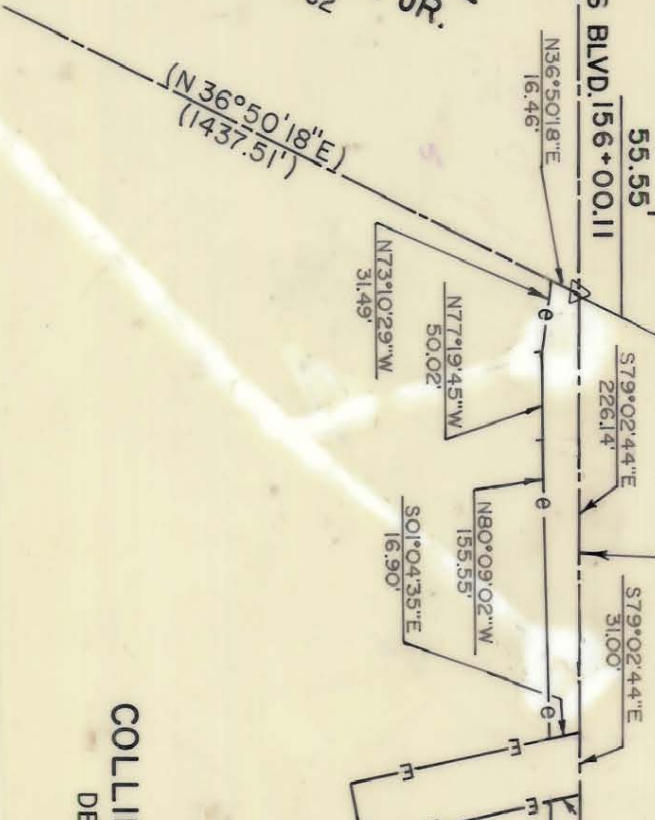 JR.
(N 36°50'18"E)
(1437.51')
N36°50'18"E
16.46'
S BLVD.
156+00.11
55.55'
N73°10'29"W
31.49'
N77°19'45"W
50.02'
S79°02'44"E
226.14'
N80°09'02"W
155.55'
S01°04'35"E
16.90'
S79°02'44"E
31.00'
e
e
e
E
E
E
COLLI
DE